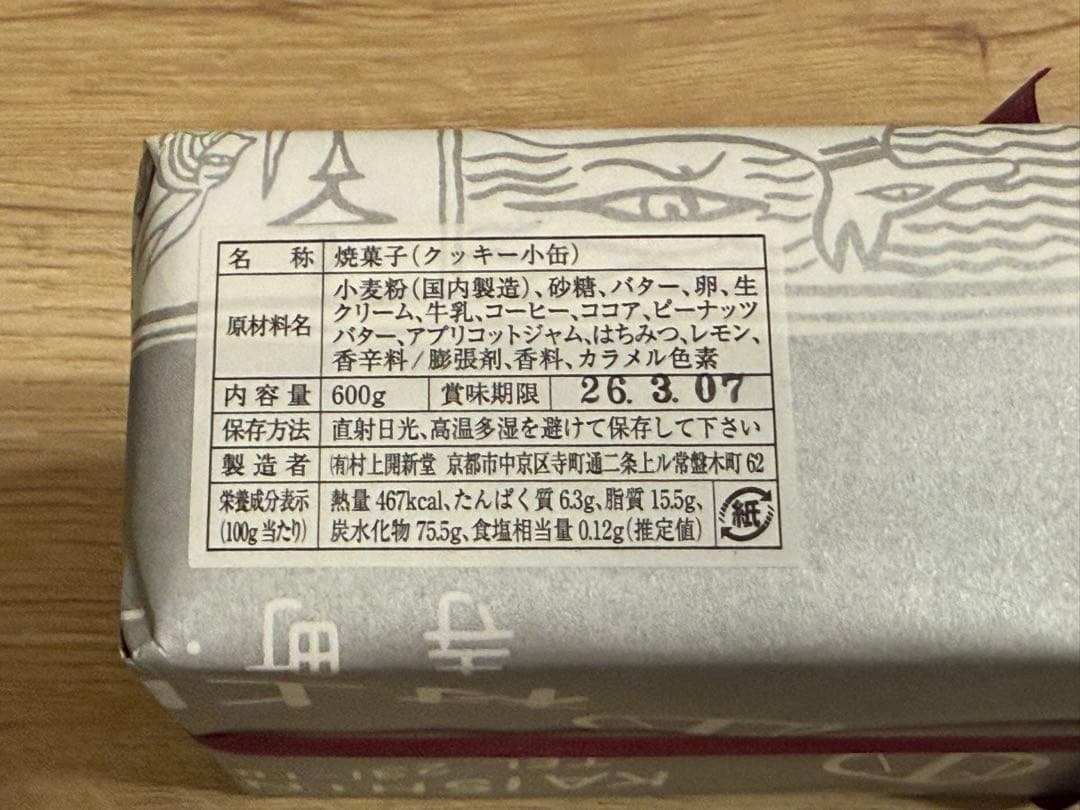 名 称 焼菓子(クッキー小缶)
原材料名 小麦粉(国内製造)、砂糖、バター、卵、生
クリーム、牛乳、コーヒー、ココア、ピーナッツ
バター、アプリコットジャム、はちみつ、レモン、
香辛料/膨張剤、香料、カラメル色素
内容量 600g 賞味期限 26.3.07
保存方法 直射日光、高温多湿を避けて保存して下さい
製造者 ㈲村上開新堂 京都市中京区寺町通二条上ル常盤木町62
栄養成分表示 熱量 467kcal、たんぱく質 6.3g、脂質 15.5g、
(100g当たり) 炭水化物 75.5g、食塩相当量 0.12g(推定値)
紙